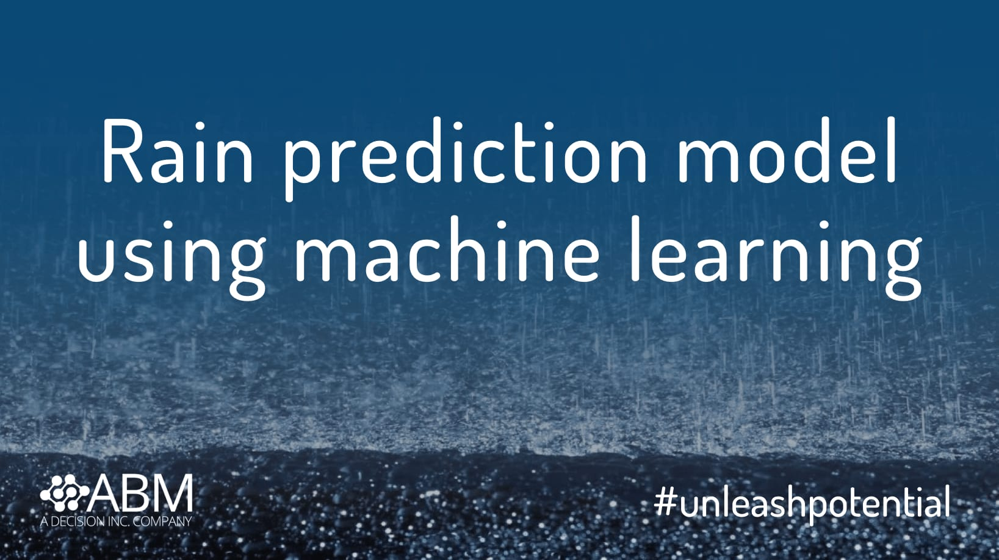 Rain prediction model
using machine learning
ABM
A DECISION INC. COMPANY
#unleashpotential